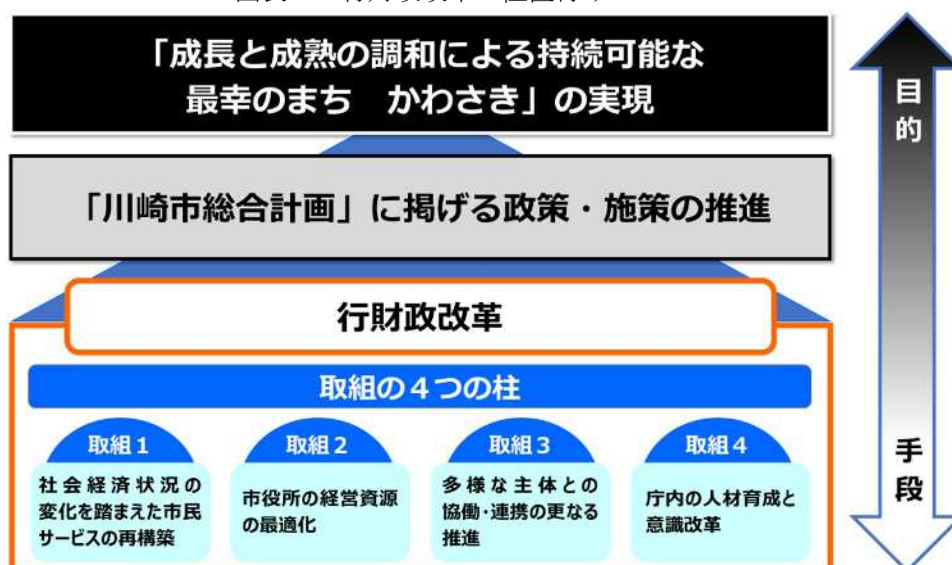 「成長と成熟の調和による持続可能な
最幸のまち　かわさき」の実現
目的
「川崎市総合計画」に掲げる政策・施策の推進
行財政改革
取組の４つの柱
取組１
社会経済状況の
変化を踏まえた市民
サービスの再構築
取組２
市役所の経営資源
の最適化
取組３
多様な主体との
協働・連携の更なる
推進
取組４
庁内の人材育成と
意識改革
手段